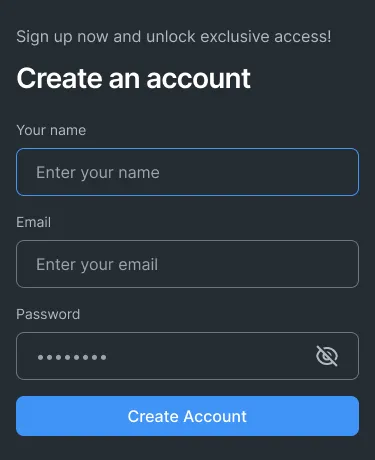 Sign up now and unlock exclusive access!
Create an account
Your name
Enter your name
Email
Enter your email
Password
••••••••
Create Account